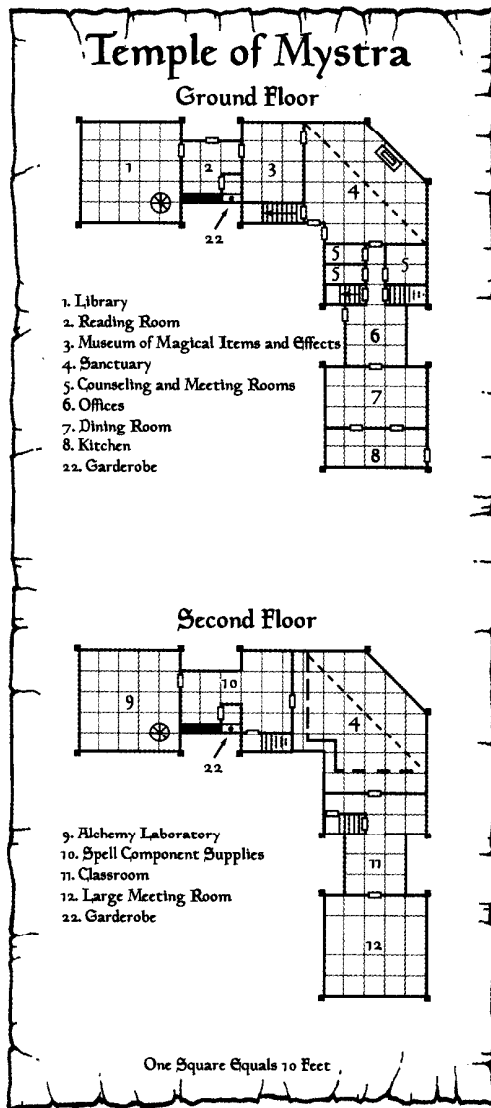 Temple of Mystra
Ground Floor
1
2
3
4
22
5
5
5
6
7
8
1. Library
2. Reading Room
3. Museum of Magical Items and Effects
4. Sanctuary
5. Counseling and Meeting Rooms
6. Offices
7. Dining Room
8. Kitchen
22. Garderobe
Second Floor
9
10
4
22
11
12
9. Alchemy Laboratory
10. Spell Component Supplies
11. Classroom
12. Large Meeting Room
22. Garderobe
One Square Equals 10 Feet